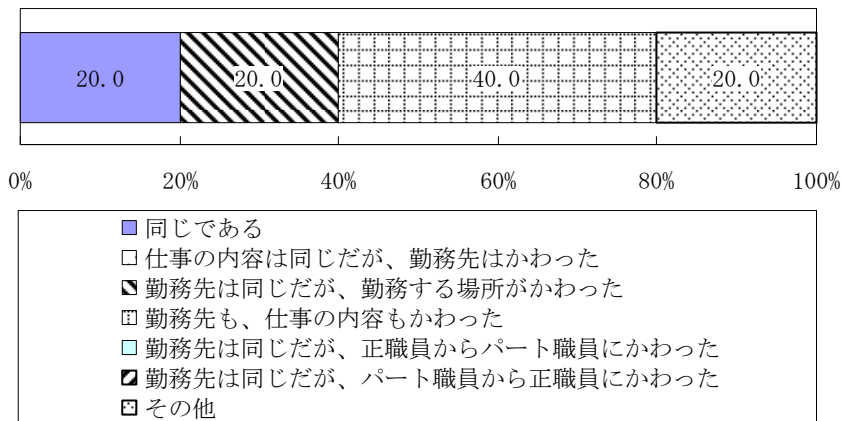 20.0 20.0 40.0 20.0
0% 20% 40% 60% 80% 100%
同じである
仕事の内容は同じだが、勤務先はかわった
勤務先は同じだが、勤務する場所がかわった
勤務先も、仕事の内容もかわった
勤務先は同じだが、正職員からパート職員にかわった
勤務先は同じだが、パート職員から正職員にかわった
その他